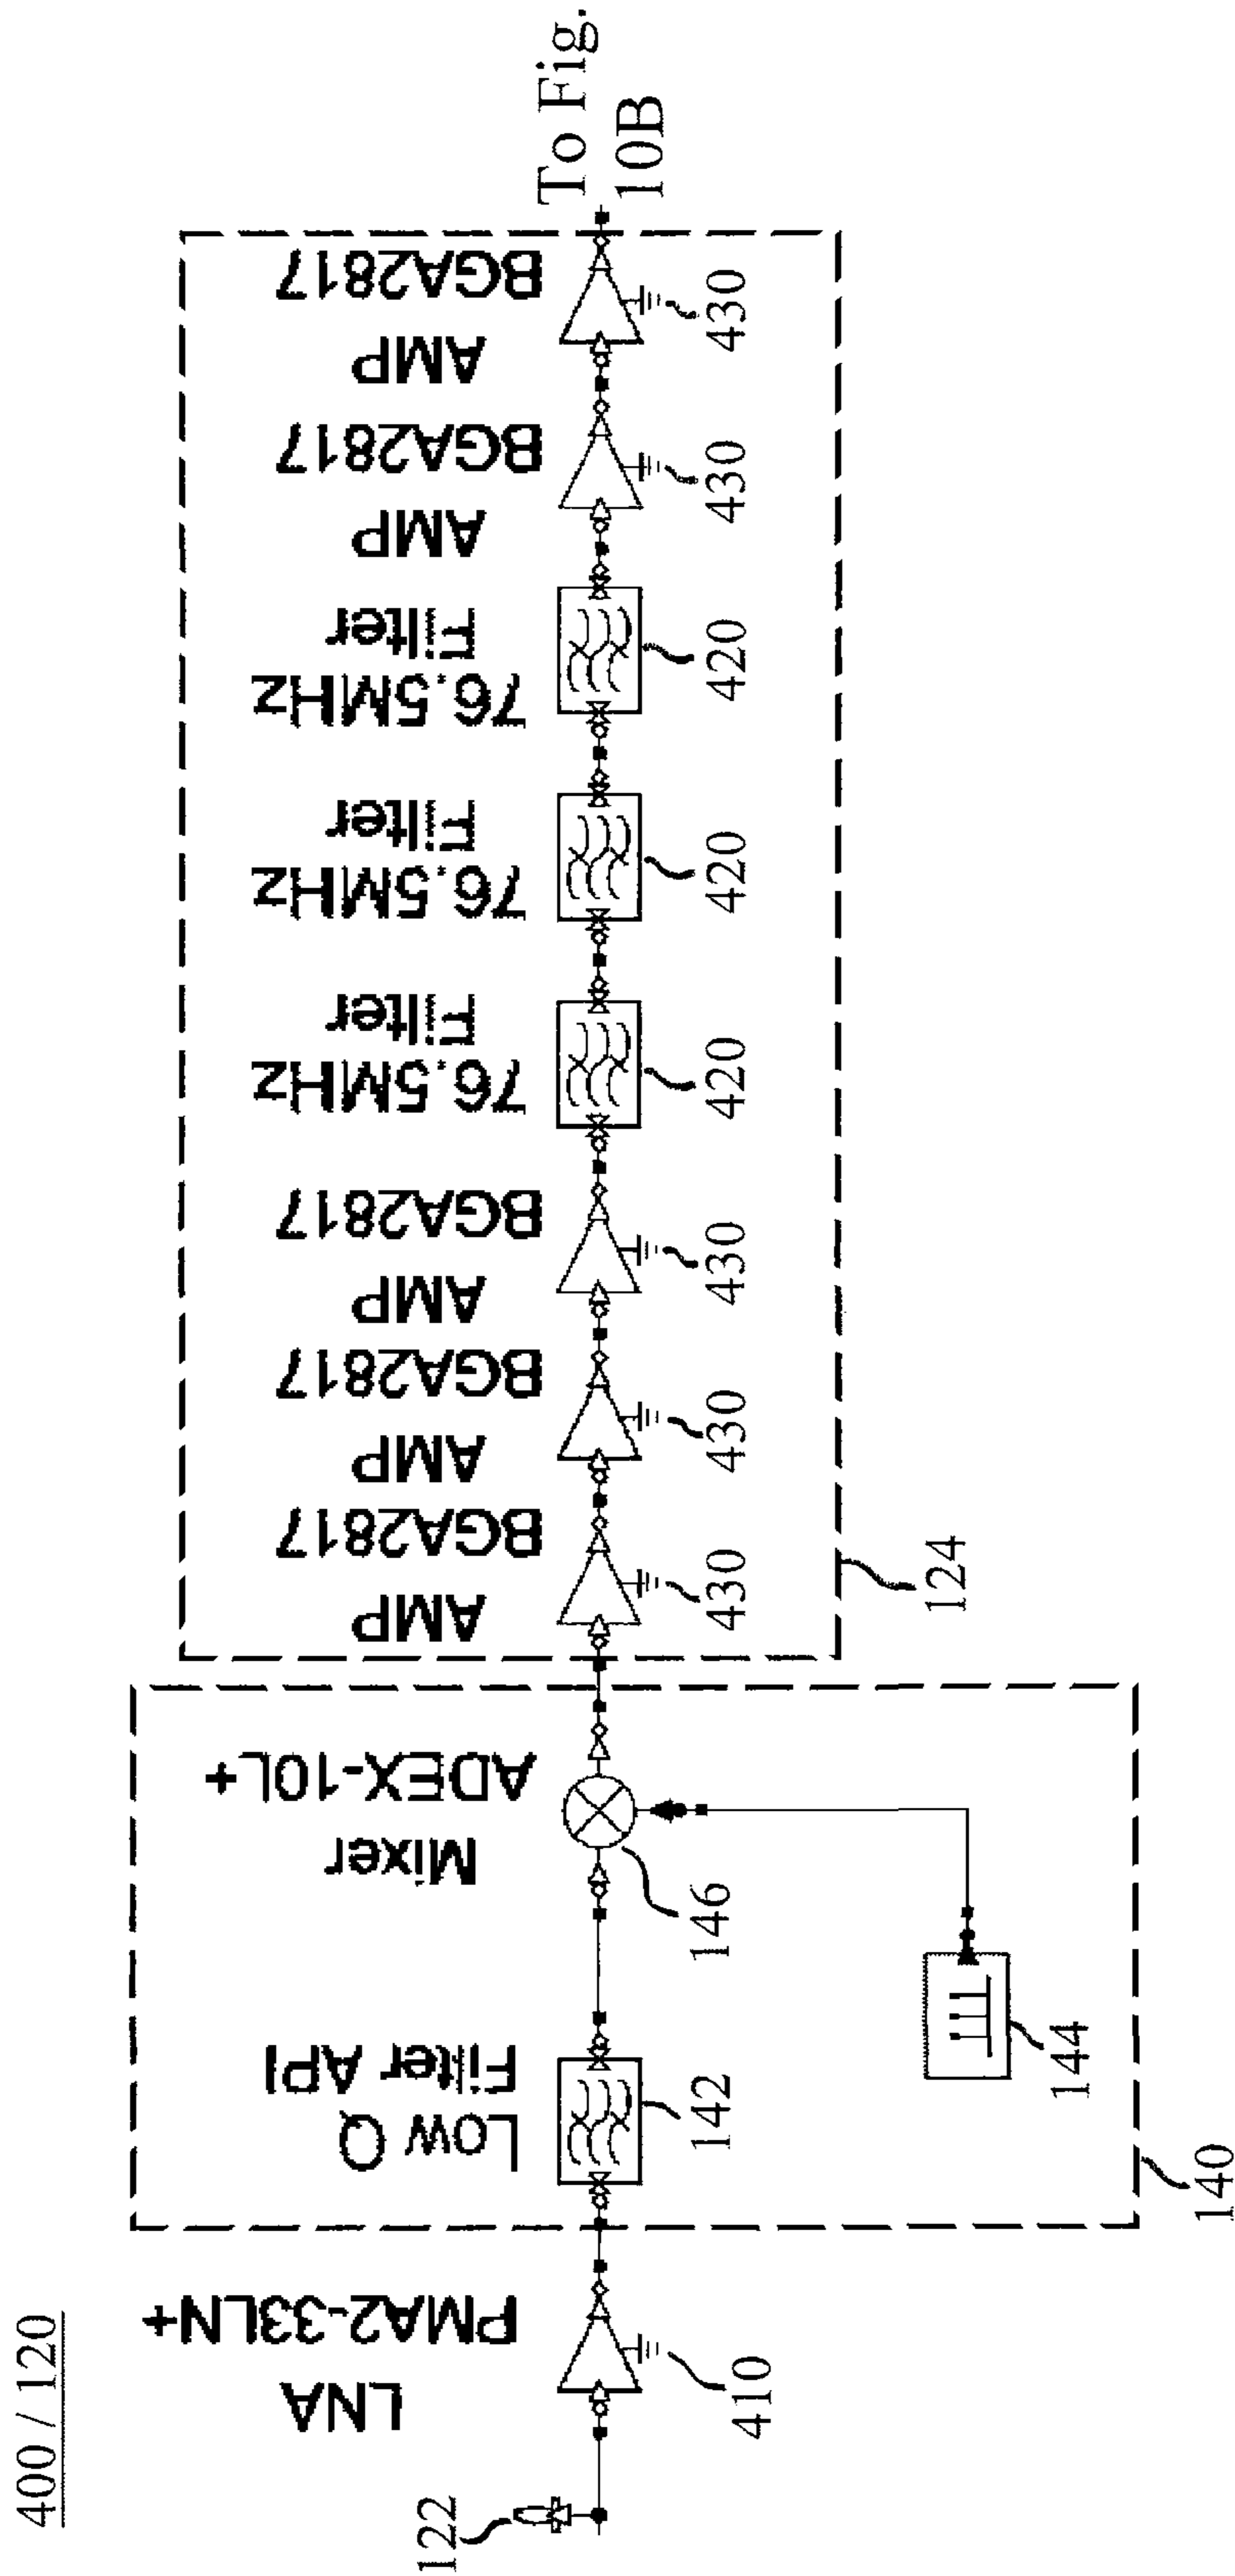 400 / 120
122
LNA
PMA2-33LN+
410
Low Q
Filter API
142
Mixer
ADEX-10L+
146
144
140
AMP
BGA2817
430
AMP
BGA2817
430
AMP
BGA2817
430
76.5MHz
Filter
420
76.5MHz
Filter
420
76.5MHz
Filter
420
AMP
BGA2817
430
AMP
BGA2817
430
124
To Fig.
10B